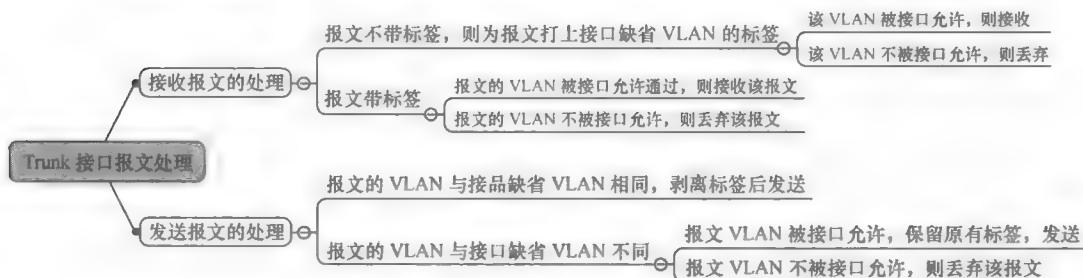 该 VLAN 被接口允许，则接收
报文不带标签，则为报文打上接口缺省 VLAN 的标签
该 VLAN 不被接口允许，则丢弃
接收报文的处理
报文的 VLAN 被接口允许通过，则接收该报文
报文带标签
报文的 VLAN 不被接口允许，则丢弃该报文
Trunk 接口报文处理
报文的 VLAN 与接品缺省 VLAN 相同，剥离标签后发送
发送报文的处理
报文 VLAN 被接口允许，保留原有标签，发送
报文的 VLAN 与接口缺省 VLAN 不同
报文 VLAN 不被接口允许，则丢弃该报文